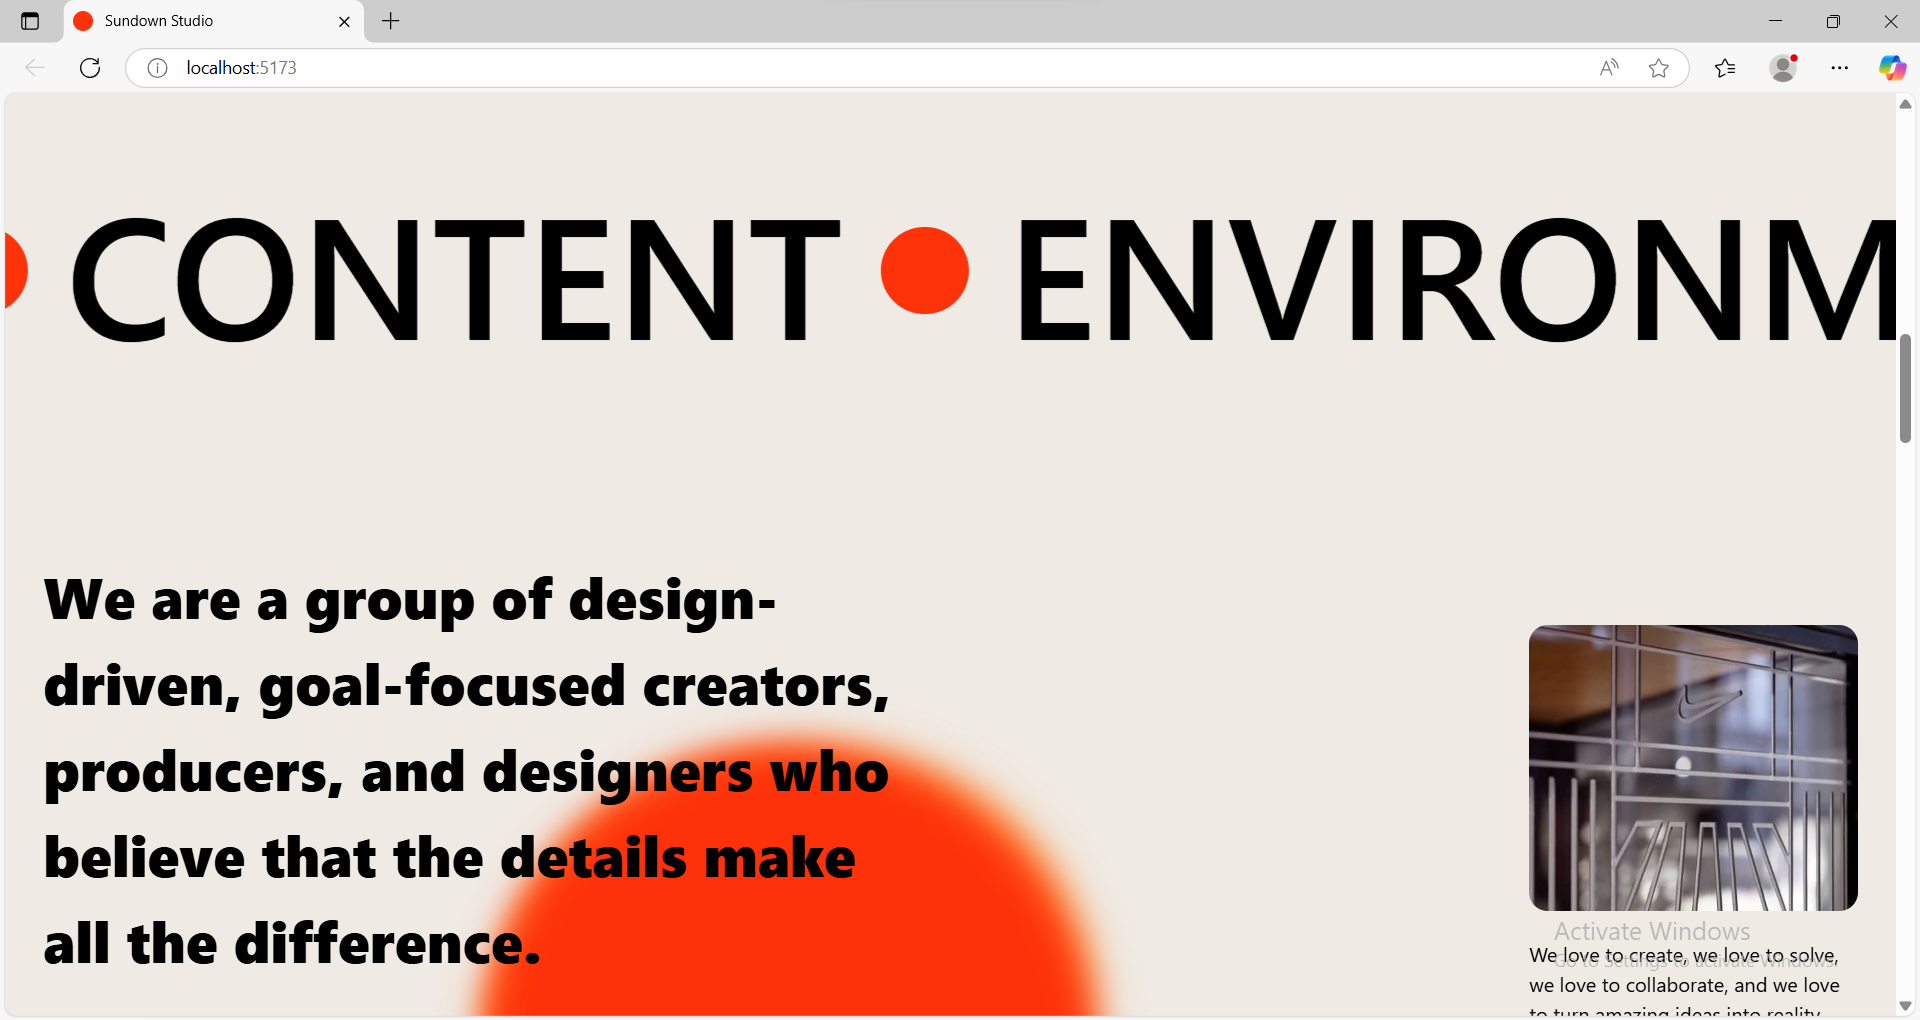 Sundown Studio
localhost:5173
CONTENT ENVIRONM
We are a group of design-
driven, goal-focused creators,
producers, and designers who
believe that the details make
all the difference.
Activate Windows
Go to Settings to activate Windows.
We love to create, we love to solve,
we love to collaborate, and we love
to turn amazing ideas into reality